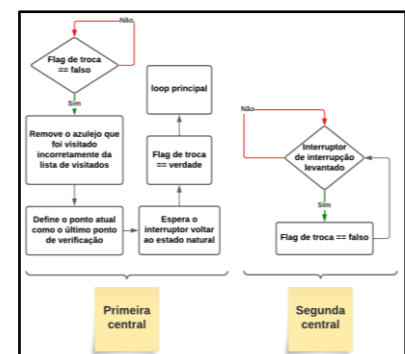 Não
Flag de troca
== falso
Sim
Remove o azulejo que
foi visitado
incorretamente da
lista de visitados
Define o ponto atual
como o último ponto
de verificação
Espera o
interruptor voltar
ao estado natural
Flag de troca
== verdade
loop principal
Primeira
central
Não
Interruptor
de interrupção
levantado
Sim
Flag de troca == falso
Segunda
central